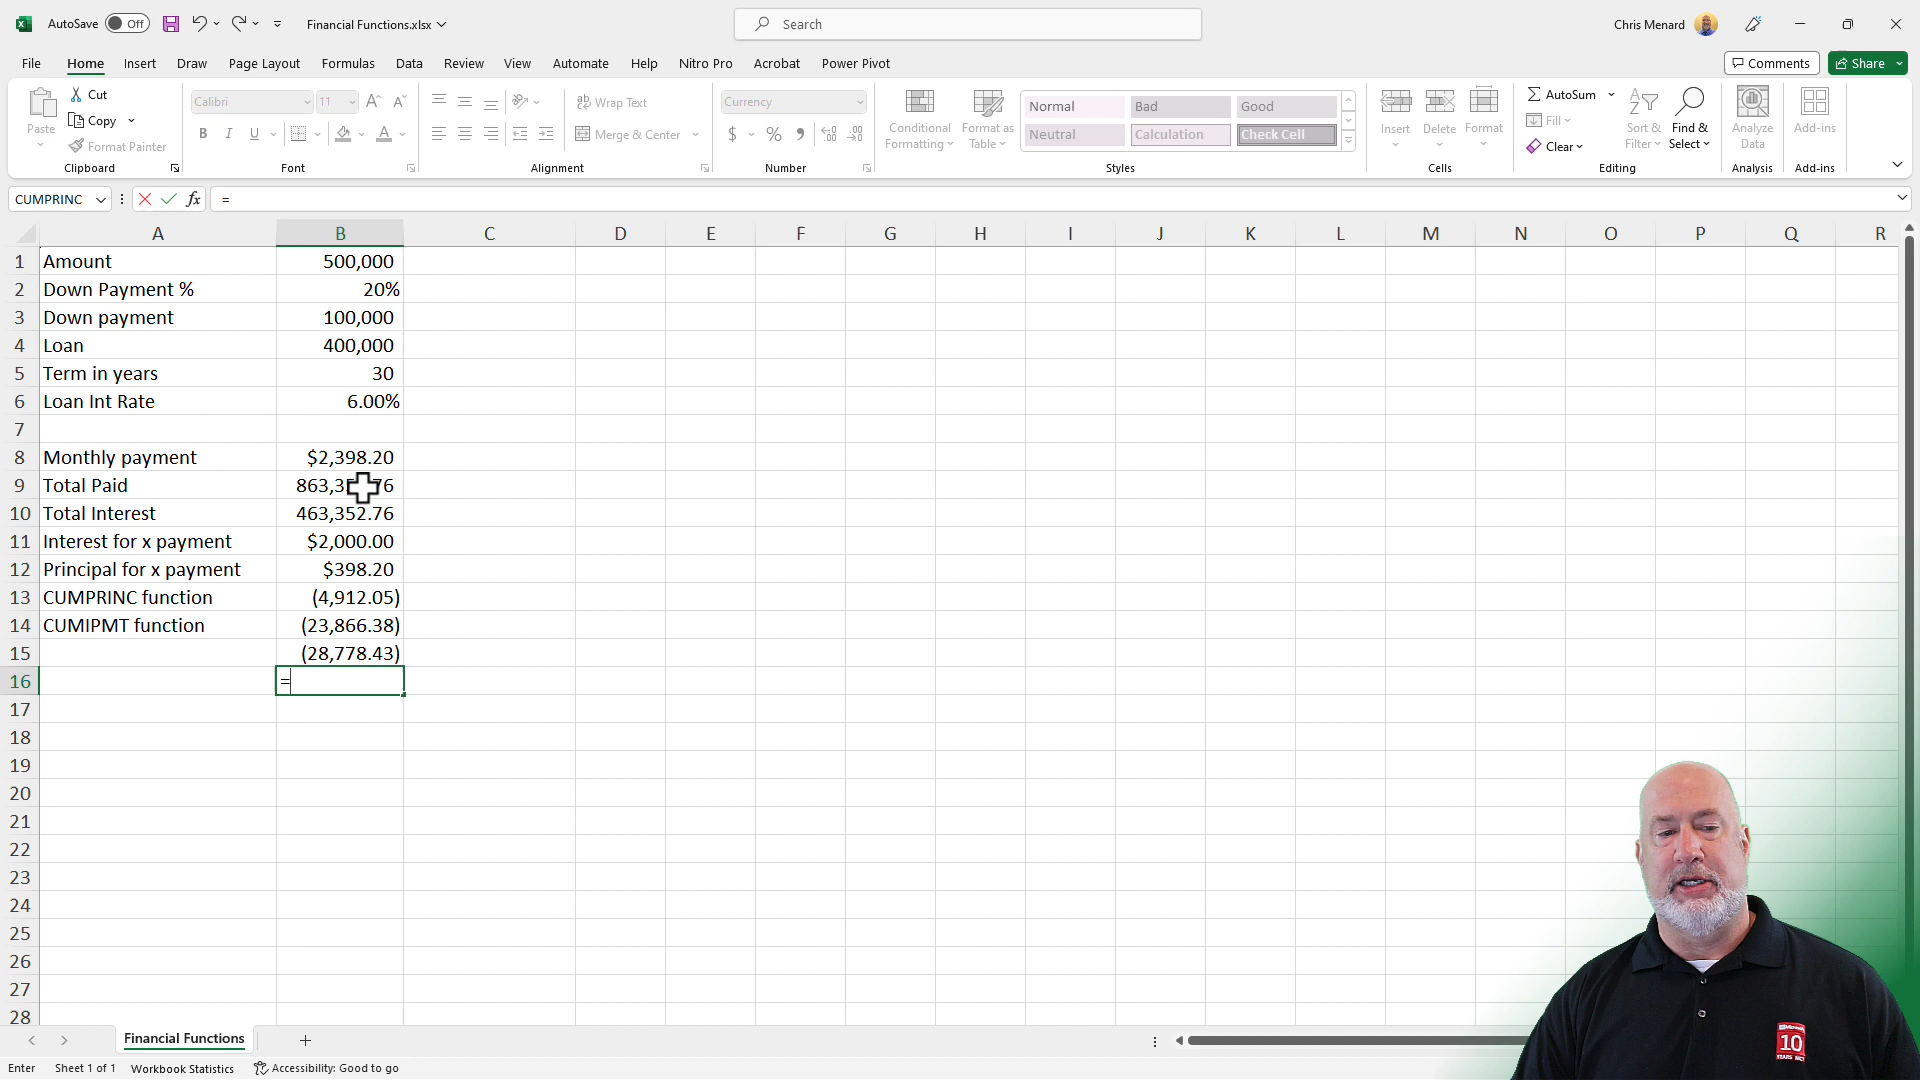 AutoSave Off Financial Functions.xlsx Search Chris Menard
File Home Insert Draw Page Layout Formulas Data Review View Automate Help Nitro Pro Acrobat Power Pivot Comments Share
Cut
Copy
Format Painter
Paste
Clipboard
Calibri 11
B I U
Font
Wrap Text
Merge & Center
Alignment
Currency
$ % ,
Number
Conditional Formatting
Format as Table
Normal Bad Good
Neutral Calculation Check Cell
Styles
Insert Delete Format
Cells
AutoSum
Fill
Clear
Sort & Filter
Find & Select
Editing
Analyze Data
Analysis
Add-ins
Add-ins
CUMPRINC fx =
A B C D E F G H I J K L M N O P Q R
1 Amount 500,000
2 Down Payment % 20%
3 Down payment 100,000
4 Loan 400,000
5 Term in years 30
6 Loan Int Rate 6.00%
7
8 Monthly payment $2,398.20
9 Total Paid
10 Total Interest 463,352.76
11 Interest for x payment $2,000.00
12 Principal for x payment $398.20
13 CUMPRINC function (4,912.05)
14 CUMIPMT function (23,866.38)
15 (28,778.43)
16 =
17
18
19
20
21
22
23
24
25
26
27
28
Financial Functions
Enter Sheet 1 of 1 Workbook Statistics Accessibility: Good to go
10